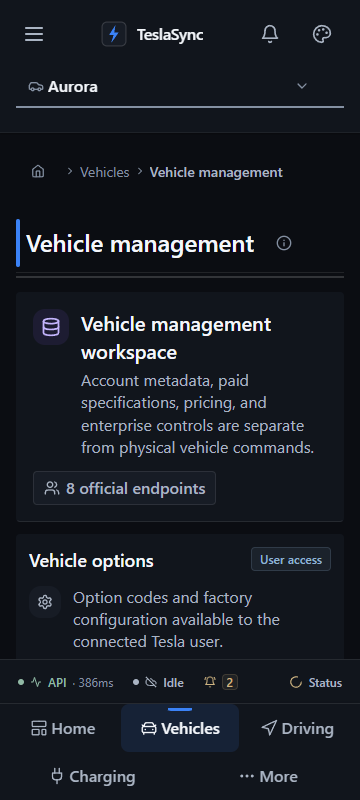 TeslaSync
Aurora
Vehicles
Vehicle management
Vehicle management
Vehicle management
workspace
Account metadata, paid
specifications, pricing, and
enterprise controls are separate
from physical vehicle commands.
8 official endpoints
Vehicle options
User access
Option codes and factory
configuration available to the
connected Tesla user.
API · 386ms
Idle
2
Status
Home
Vehicles
Driving
Charging
More